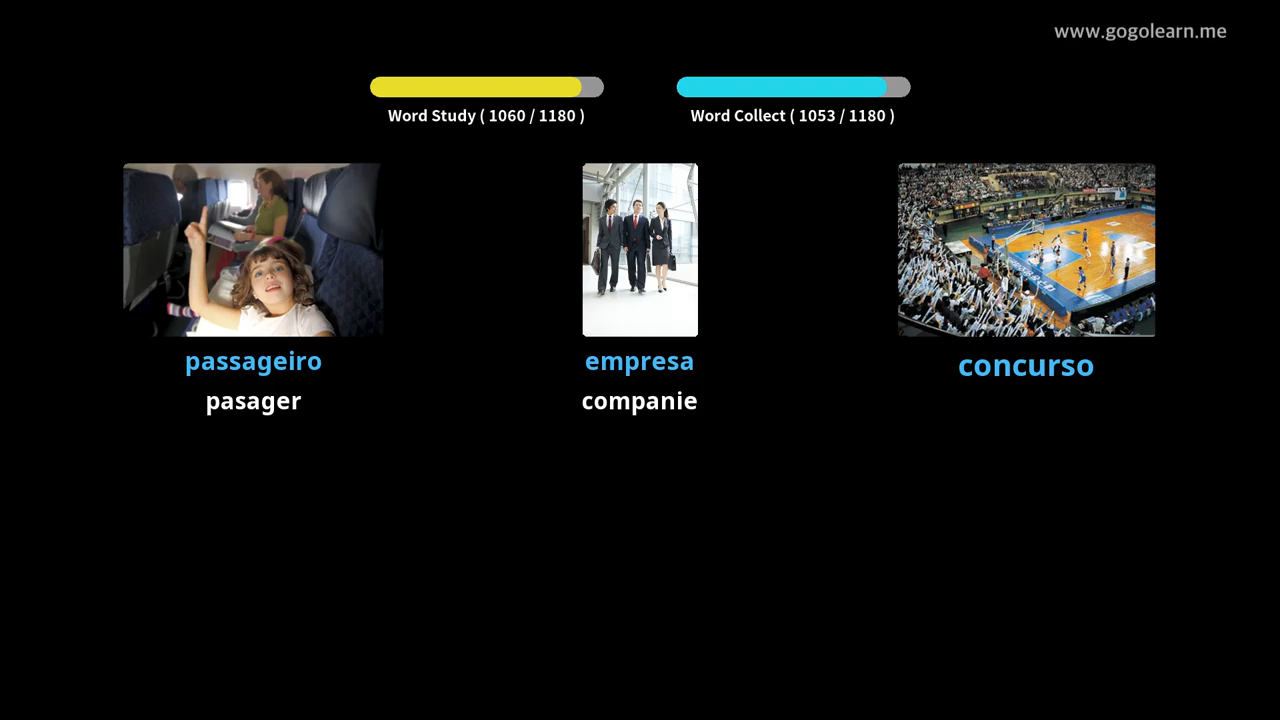 www.gogolearn.me
Word Study ( 1060 / 1180 )
Word Collect ( 1053 / 1180 )
passageiro
pasager
empresa
companie
concurso